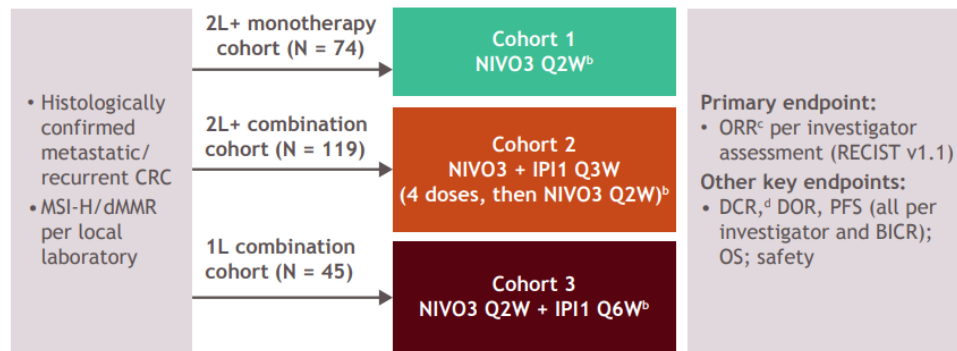 • Histologically
confirmed
metastatic/
recurrent CRC
• MSI-H/dMMR
per local
laboratory
2L+ monotherapy
cohort (N = 74)
2L+ combination
cohort (N = 119)
1L combination
cohort (N = 45)
Cohort 1
NIVO3 Q2Wᵇ
Cohort 2
NIVO3 + IPI1 Q3W
(4 doses, then NIVO3 Q2W)ᵇ
Cohort 3
NIVO3 Q2W + IPI1 Q6Wᵇ
Primary endpoint:
• ORRᶜ per investigator
assessment (RECIST v1.1)
Other key endpoints:
• DCR,ᵈ DOR, PFS (all per
investigator and BICR);
OS; safety